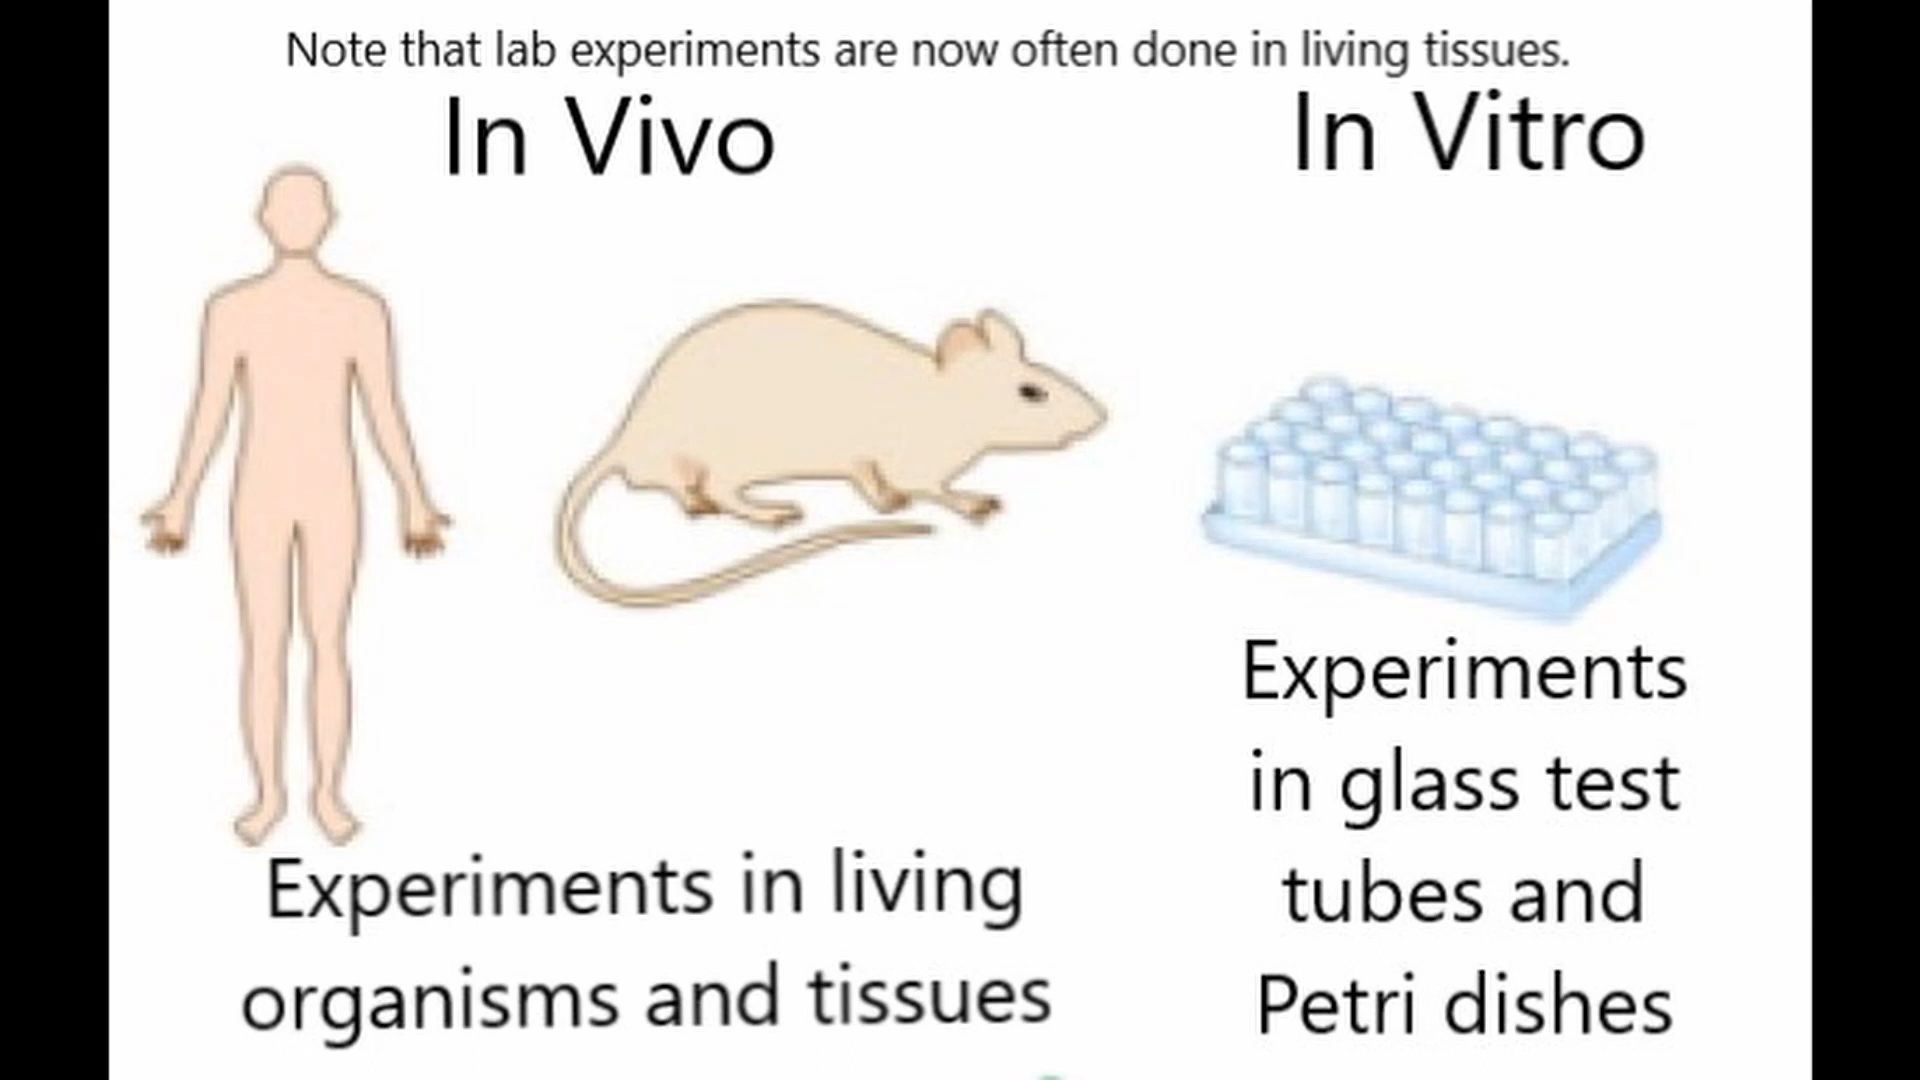 Note that lab experiments are now often done in living tissues.
In Vivo
In Vitro
Experiments in living
organisms and tissues
Experiments
in glass test
tubes and
Petri dishes